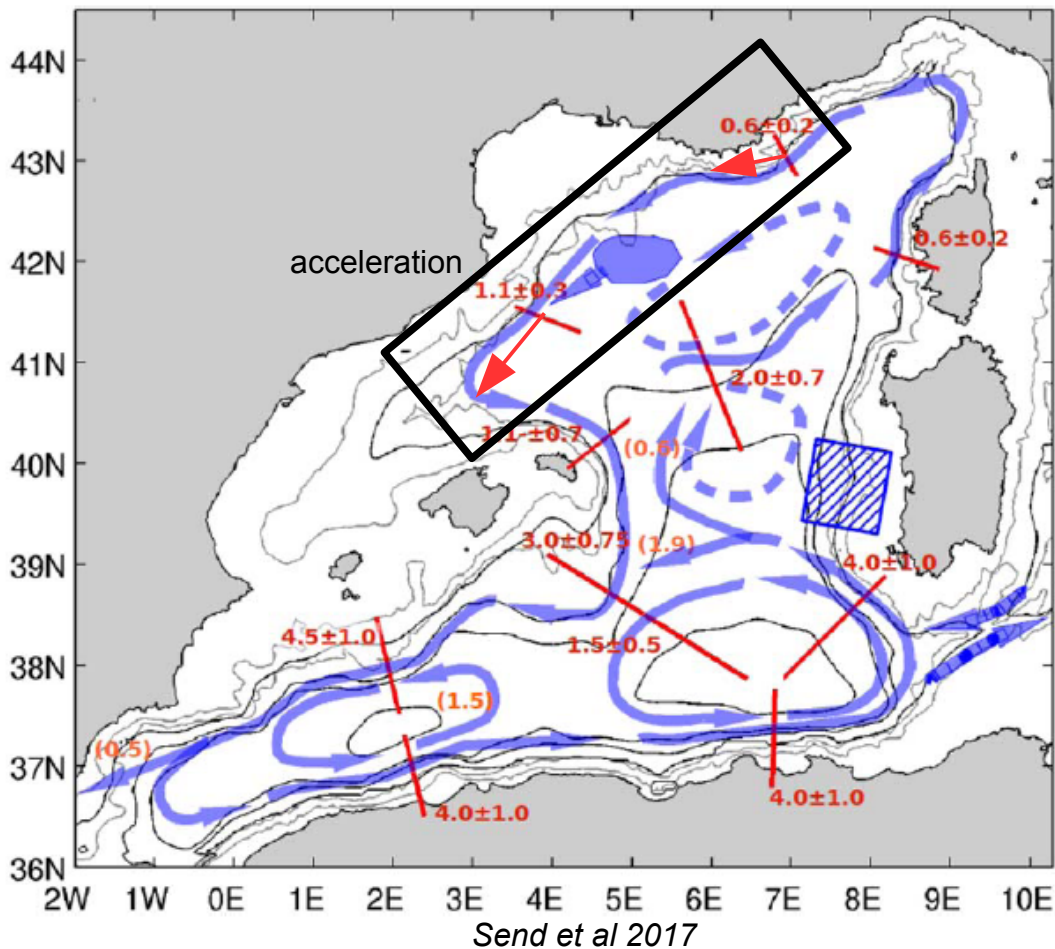 44N
43N
42N
41N
40N
39N
38N
37N
36N
0.6±0.2
0.6±0.2
acceleration
1.1±0.3
2.0±0.7
1.1±0.7
(0.6)
3.0±0.75
(1.9)
4.0±1.0
4.5±1.0
1.5±0.5
(1.5)
(0.5)
4.0±1.0
4.0±1.0
2W 1W 0E 1E 2E 3E 4E 5E 6E 7E 8E 9E 10E
Send et al 2017